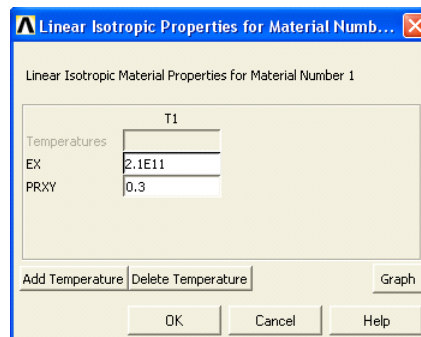 Linear Isotropic Properties for Material Numb...
Linear Isotropic Material Properties for Material Number 1
T1
Temperatures
EX 2.1E11
PRXY 0.3
Add Temperature Delete Temperature Graph
OK Cancel Help